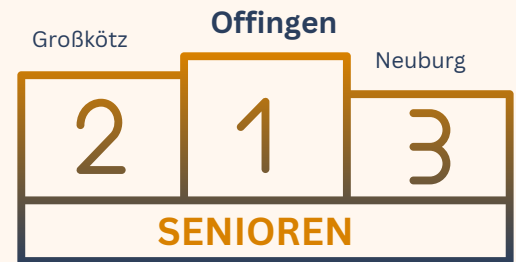 Offingen
Großkötz
Neuburg
2 1 3
SENIOREN